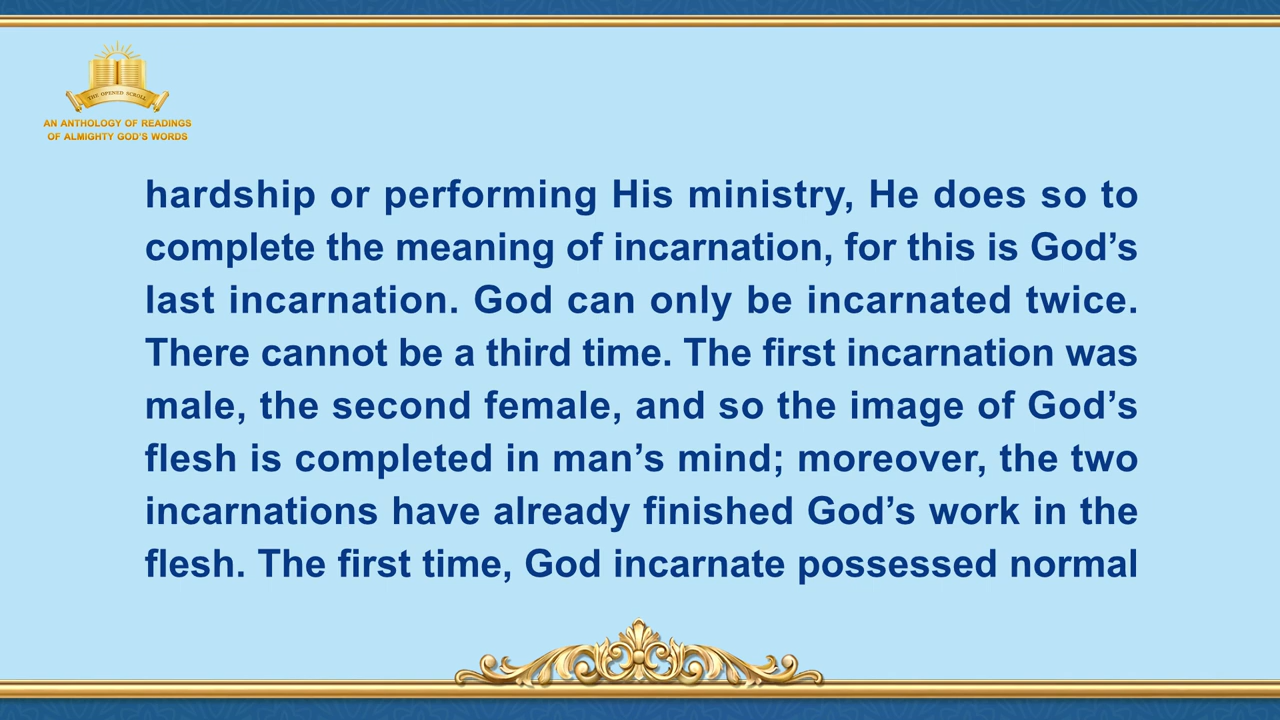 THE OPENED SCROLL
AN ANTHOLOGY OF READINGS
OF ALMIGHTY GOD'S WORDS
hardship or performing His ministry, He does so to
complete the meaning of incarnation, for this is God’s
last incarnation. God can only be incarnated twice.
There cannot be a third time. The first incarnation was
male, the second female, and so the image of God’s
flesh is completed in man’s mind; moreover, the two
incarnations have already finished God’s work in the
flesh. The first time, God incarnate possessed normal